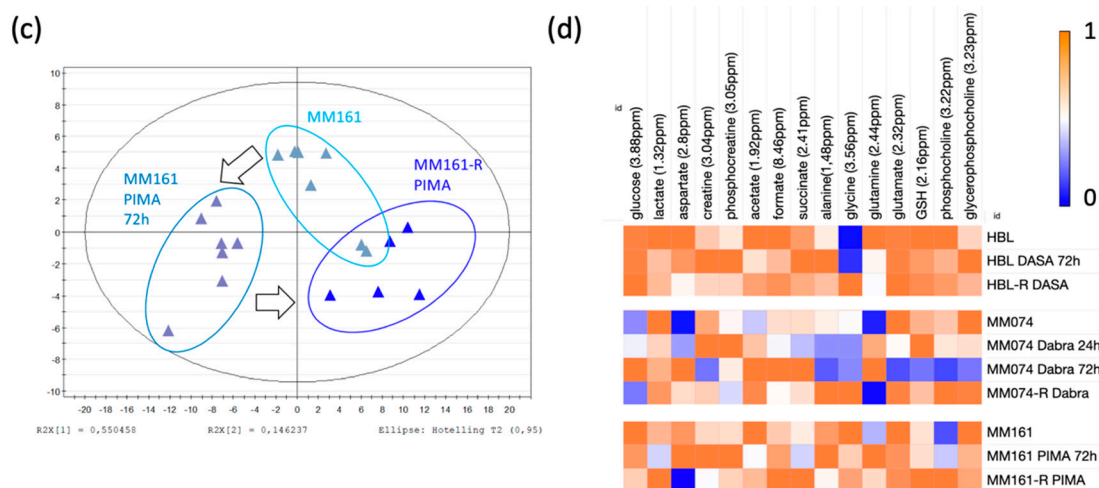 (c)
10
8
6
4
2
0
-2
-4
-6
-8
-10
-20 -18 -16 -14 -12 -10 -8 -6 -4 -2 0 2 4 6 8 10 12 14 16 18 20
MM161
MM161-R
PIMA
MM161
PIMA
72h
R2X[1] = 0,550458 R2X[2] = 0,146237 Ellipse: Hotelling T2 (0,95)
(d)
1
0
id
glucose (3.88ppm)
lactate (1.32ppm)
aspartate (2.8ppm)
creatine (3.04ppm)
phosphocreatine (3.05ppm)
acetate (1.92ppm)
formate (8.46ppm)
succinate (2.41ppm)
alaniine(1,48ppm)
glycine (3.56ppm)
glutamine (2.44ppm)
glutamate (2.32ppm)
GSH (2.16ppm)
phosphocholine (3.22ppm)
glycerophosphocholine (3.23ppm)
id
HBL
HBL DASA 72h
HBL-R DASA
MM074
MM074 Dabra 24h
MM074 Dabra 72h
MM074-R Dabra
MM161
MM161 PIMA 72h
MM161-R PIMA